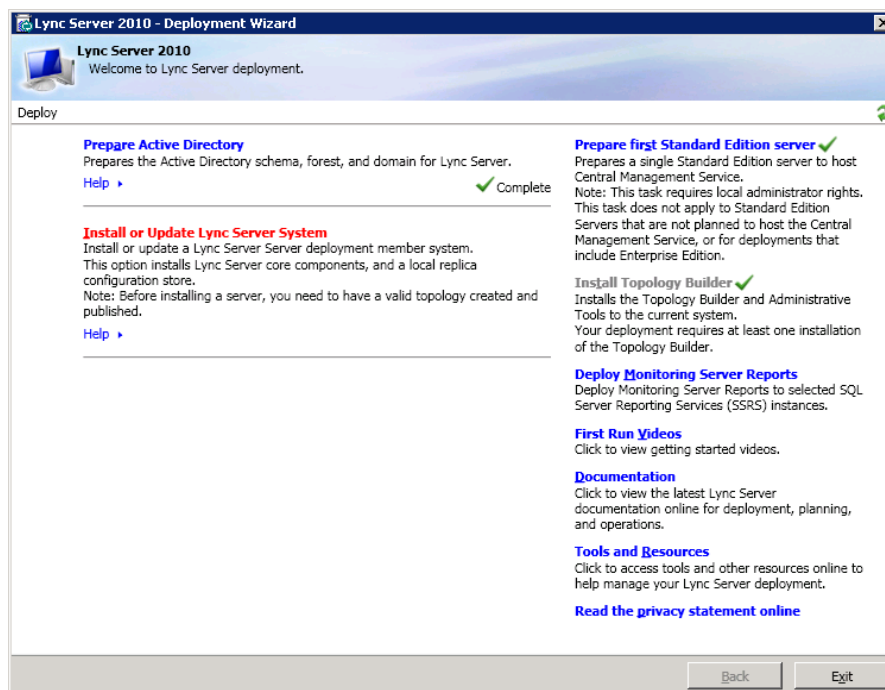 Lync Server 2010 - Deployment Wizard
Lync Server 2010
Welcome to Lync Server deployment.
Deploy
Prepare Active Directory
Prepares the Active Directory schema, forest, and domain for Lync Server.
Help
Complete
Install or Update Lync Server System
Install or update a Lync Server Server deployment member system.
This option installs Lync Server core components, and a local replica
configuration store.
Note: Before installing a server, you need to have a valid topology created and
published.
Help
Prepare first Standard Edition server
Prepares a single Standard Edition server to host
Central Management Service.
Note: This task requires local administrator rights.
This task does not apply to Standard Edition
Servers that are not planned to host the Central
Management Service, or for deployments that
include Enterprise Edition.
Install Topology Builder
Installs the Topology Builder and Administrative
Tools to the current system.
Your deployment requires at least one installation
of the Topology Builder.
Deploy Monitoring Server Reports
Deploy Monitoring Server Reports to selected SQL
Server Reporting Services (SSRS) instances.
First Run Videos
Click to view getting started videos.
Documentation
Click to view the latest Lync Server
documentation online for deployment, planning,
and operations.
Tools and Resources
Click to access tools and other resources online to
help manage your Lync Server deployment.
Read the privacy statement online
Back
Exit